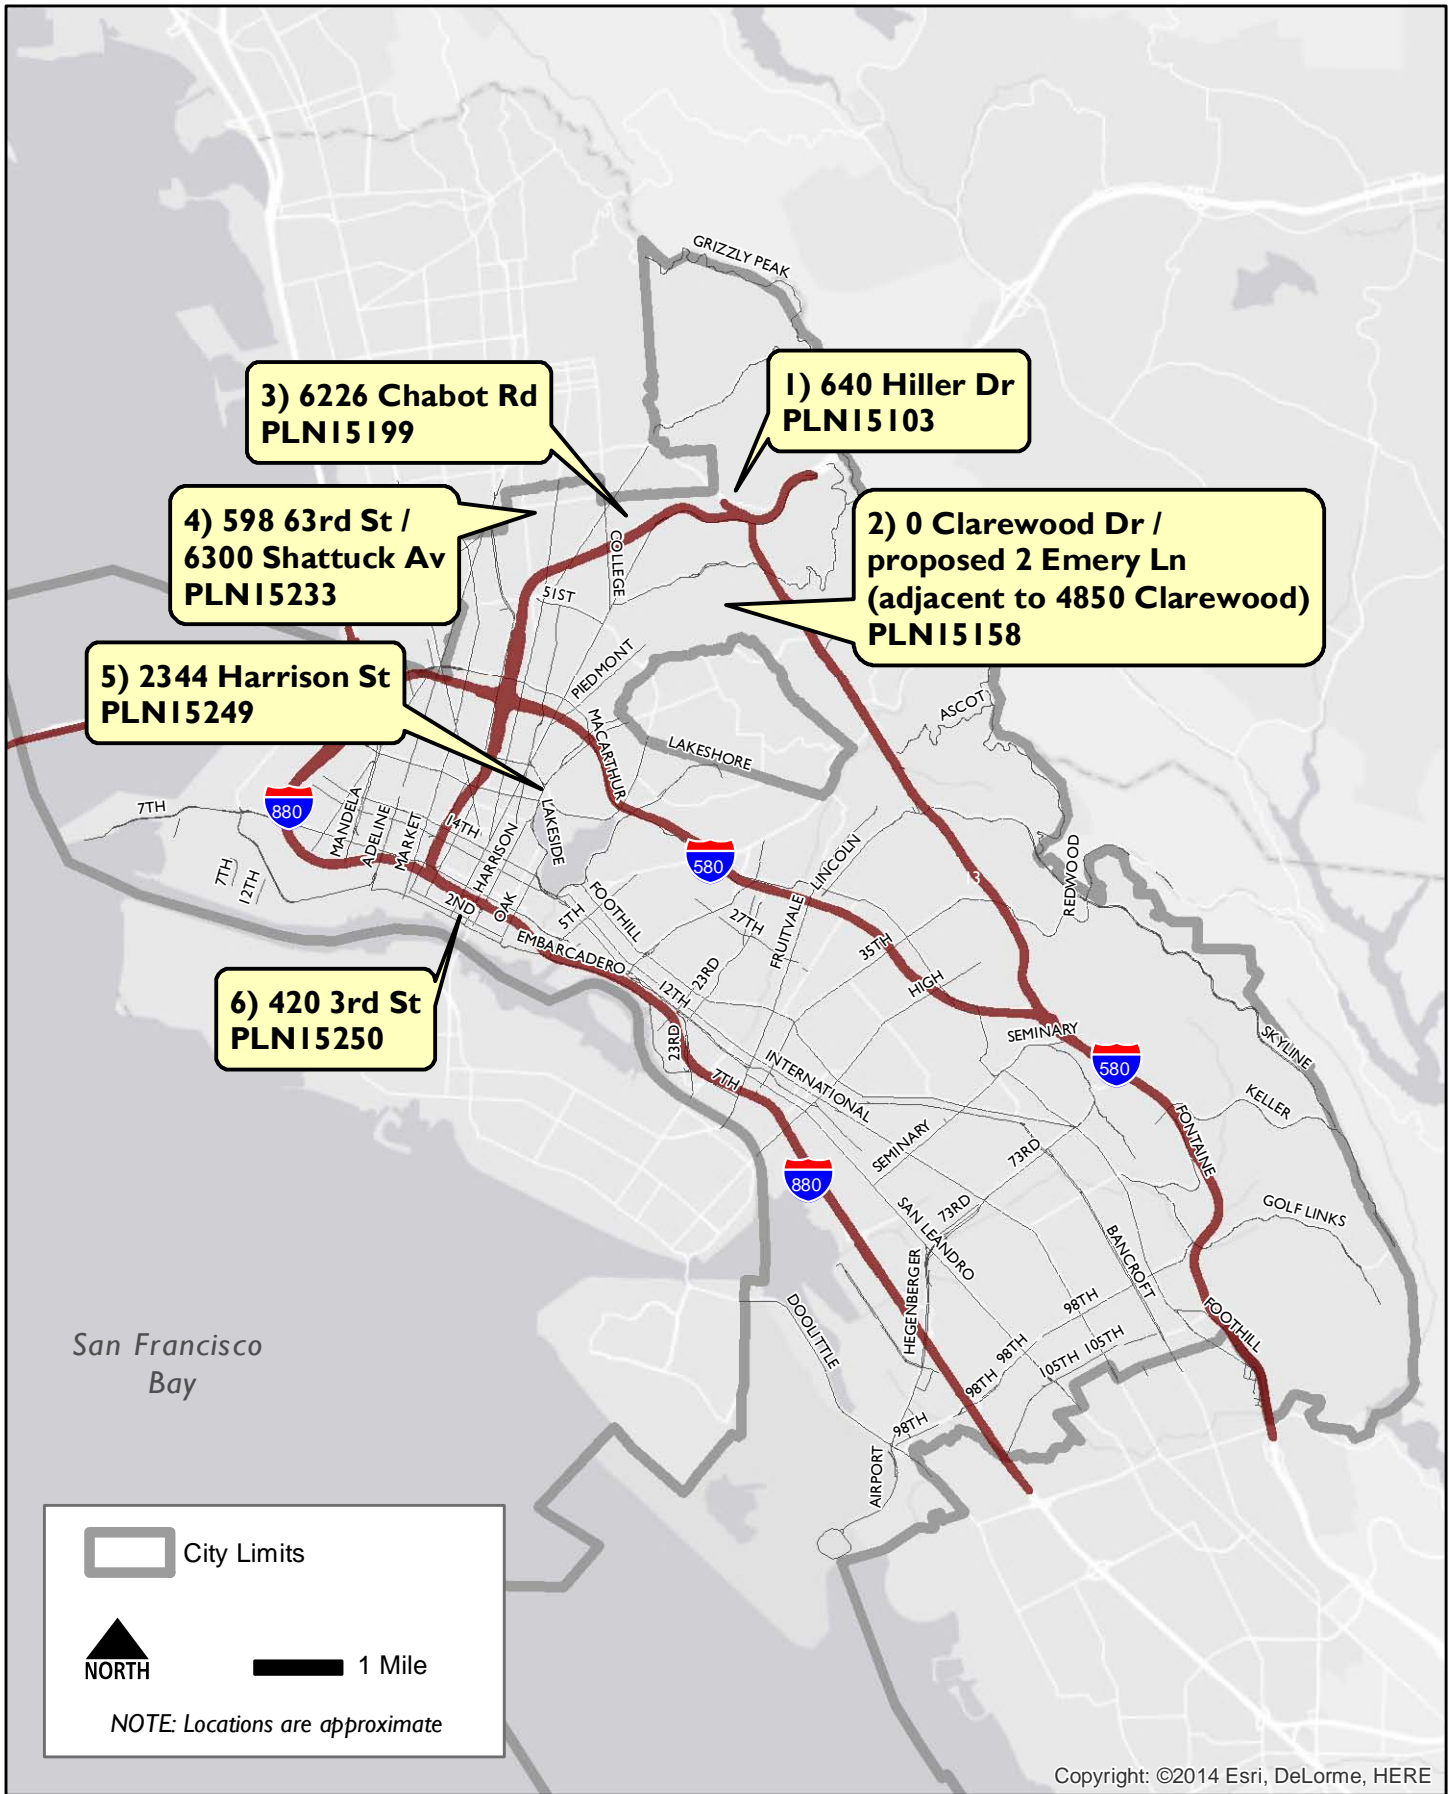 GRIZZLY PEAK
3) 6226 Chabot Rd
PLN15199
1) 640 Hiller Dr
PLN15103
4) 598 63rd St /
6300 Shattuck Av
PLN15233
2) 0 Clarewood Dr /
proposed 2 Emery Ln
(adjacent to 4850 Clarewood)
PLN15158
COLLEGE
51ST
5) 2344 Harrison St
PLN15249
PIEDMONT
MACARTHUR
LAKESHORE
ASCOT
880
7TH
MANDELA
ADELINE
MARKET
14TH
HARRISON
LAKESIDE
580
LINCOLN
13
REDWOOD
7TH
12TH
2ND
OAK
5TH
FOOTHILL
27TH
FRUITVALE
35TH
EMBARCADERO
12TH
23RD
HIGH
6) 420 3rd St
PLN15250
23RD
SEMINARY
SKYLINE
7TH
INTERNATIONAL
580
KELLER
FONTAINE
SEMINARY
73RD
880
73RD
SAN LEANDRO
GOLF LINKS
BANCROFT
HEGENBERGER
DOOLITTLE
98TH
FOOTHILL
98TH
105TH
105TH
98TH
98TH
AIRPORT
San Francisco
Bay
City Limits
NORTH
1 Mile
NOTE: Locations are approximate
Copyright: ©2014 Esri, DeLorme, HERE